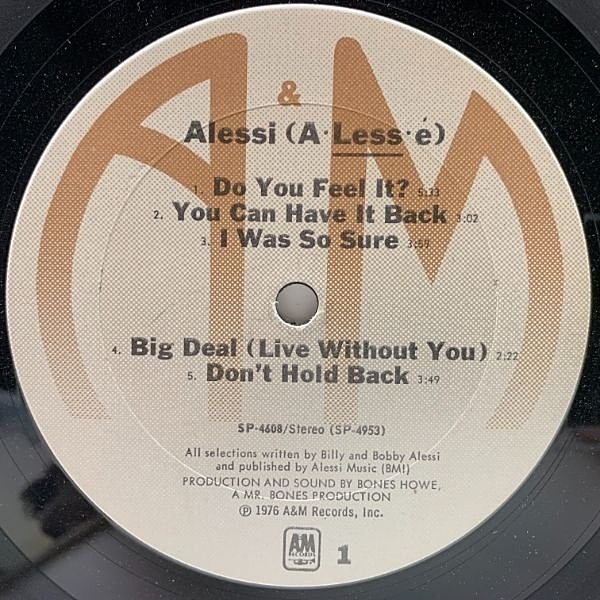 A & M
Alessi (A·Less·é)
1. Do You Feel It? 5:33
2. You Can Have It Back 3:02
3. I Was So Sure 3:59
4. Big Deal (Live Without You) 2:22
5. Don't Hold Back 3:49
SP-4608/Stereo (SP-4953)
All selections written by Billy and Bobby Alessi
and published by Alessi Music (BMI)
PRODUCTION AND SOUND BY BONES HOWE,
A MR. BONES PRODUCTION
℗ 1976 A&M Records, Inc.
AM
RECORDS
1